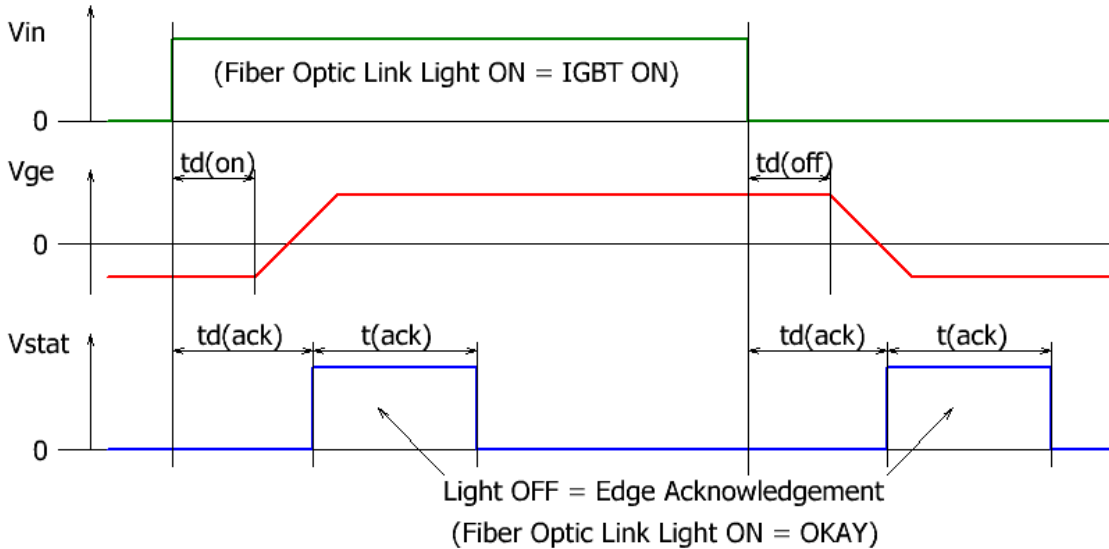 Vin
(Fiber Optic Link Light ON = IGBT ON)
0
Vge
td(on)
td(off)
0
Vstat
td(ack)
t(ack)
td(ack)
t(ack)
0
Light OFF = Edge Acknowledgement
(Fiber Optic Link Light ON = OKAY)